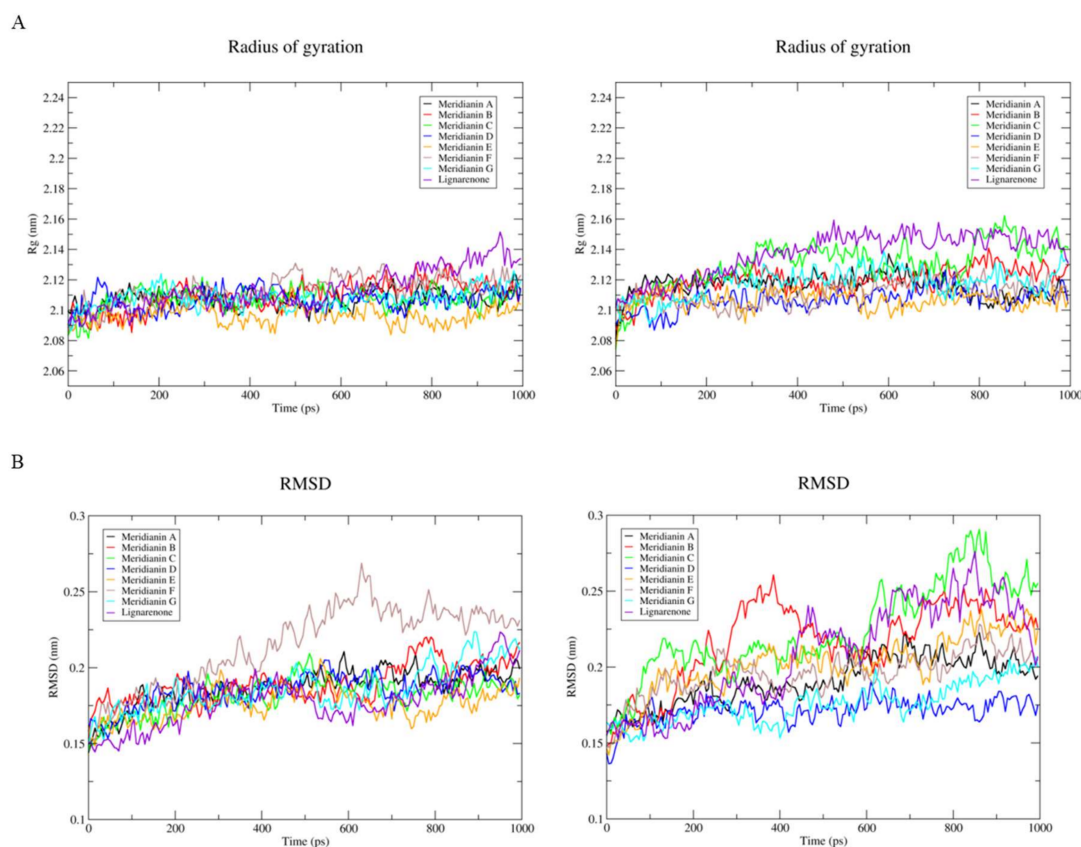 A
Radius of gyration
2.24
2.22
2.2
2.18
2.16
2.14
2.12
2.1
2.08
2.06
Rg (nm)
0
200
400
600
800
1000
Time (ps)
Meridianin A
Meridianin B
Meridianin C
Meridianin D
Meridianin E
Meridianin F
Meridianin G
Lignarenone
Radius of gyration
2.24
2.22
2.2
2.18
2.16
2.14
2.12
2.1
2.08
2.06
Rg (nm)
0
200
400
600
800
1000
Time (ps)
Meridianin A
Meridianin B
Meridianin C
Meridianin D
Meridianin E
Meridianin F
Meridianin G
Lignarenone
B
RMSD
0.3
0.25
0.2
0.15
0.1
RMSD (nm)
0
200
400
600
800
1000
Time (ps)
Meridianin A
Meridianin B
Meridianin C
Meridianin D
Meridianin E
Meridianin F
Meridianin G
Lignarenone
RMSD
0.3
0.25
0.2
0.15
0.1
RMSD (nm)
0
200
400
600
800
1000
Time (ps)
Meridianin A
Meridianin B
Meridianin C
Meridianin D
Meridianin E
Meridianin F
Meridianin G
Lignarenone